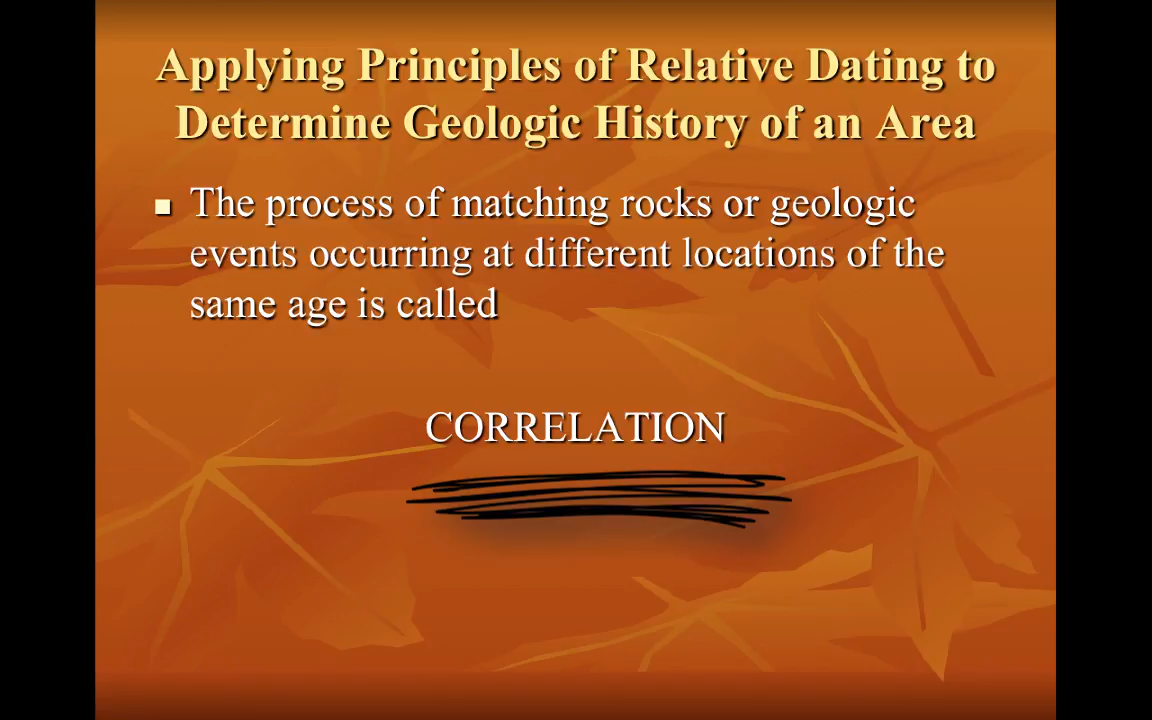 Applying Principles of Relative Dating to
Determine Geologic History of an Area
The process of matching rocks or geologic
events occurring at different locations of the
same age is called
CORRELATION